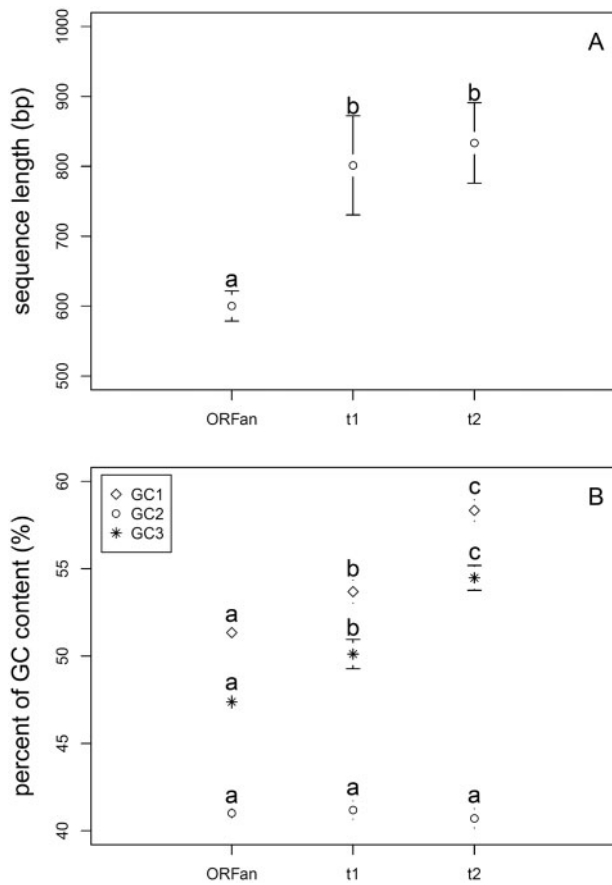 A
sequence length (bp)
1000
900
800
700
600
500
a
b
b
ORFan
t1
t2
B
percent of GC content (%)
60
55
50
45
40
GC1
GC2
GC3
c
b
c
a
b
a
a
a
a
ORFan
t1
t2